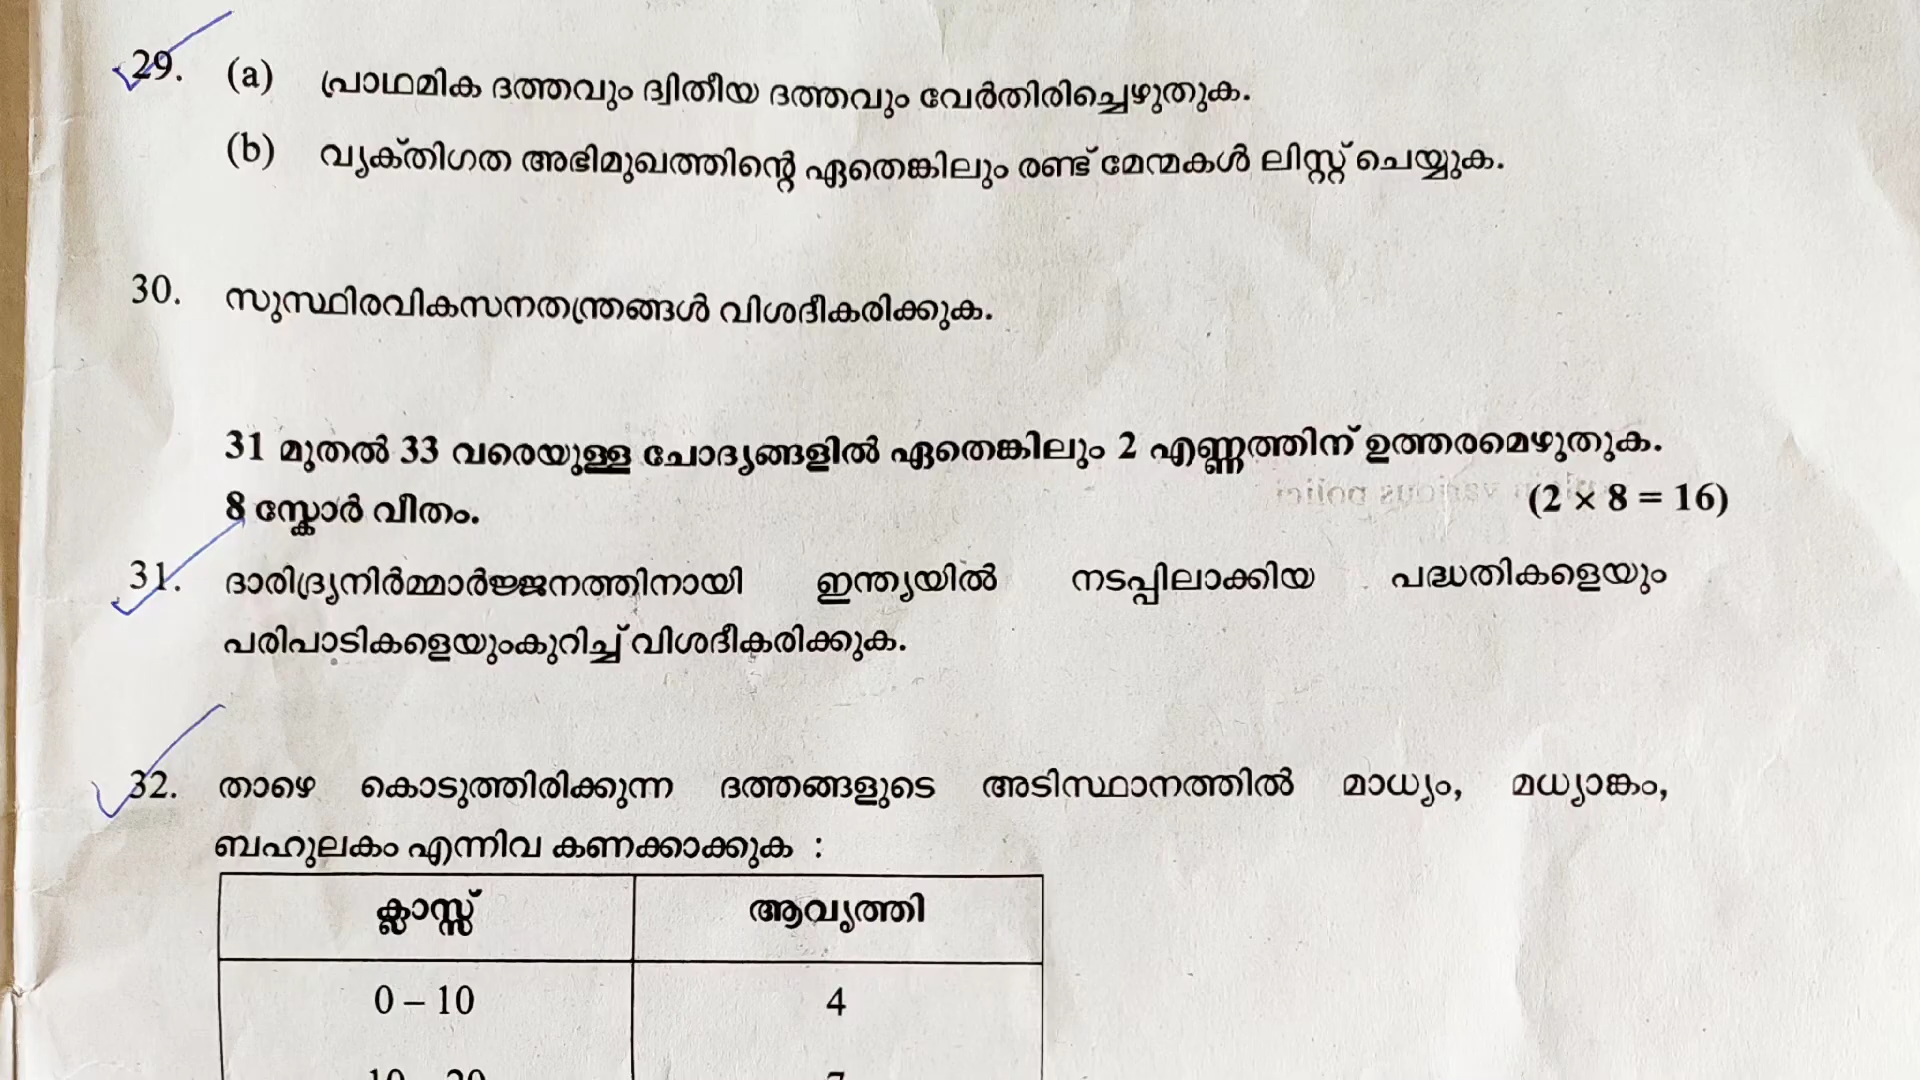 29. (a) പ്രാഥമിക ദത്തവും ദ്വിതീയ ദത്തവും വേർതിരിച്ചെഴുതുക.
(b) വ്യക്തിഗത അഭിമുഖത്തിന്റെ ഏതെങ്കിലും രണ്ട് മേന്മകൾ ലിസ്റ്റ് ചെയ്യുക.
30. സുസ്ഥിരവികസനതന്ത്രങ്ങൾ വിശദീകരിക്കുക.
31 മുതൽ 33 വരെയുള്ള ചോദ്യങ്ങളിൽ ഏതെങ്കിലും 2 എണ്ണത്തിന് ഉത്തരമെഴുതുക.
8 സ്കോർ വീതം. (2 × 8 = 16)
31. ദാരിദ്ര്യനിർമ്മാർജ്ജനത്തിനായി ഇന്ത്യയിൽ നടപ്പിലാക്കിയ പദ്ധതികളെയും
പരിപാടികളെയുംകുറിച്ച് വിശദീകരിക്കുക.
32. താഴെ കൊടുത്തിരിക്കുന്ന ദത്തങ്ങളുടെ അടിസ്ഥാനത്തിൽ മാധ്യം, മധ്യാങ്കം,
ബഹുലകം എന്നിവ കണക്കാക്കുക :
ക്ലാസ്സ് ആവൃത്തി
0 – 10 4